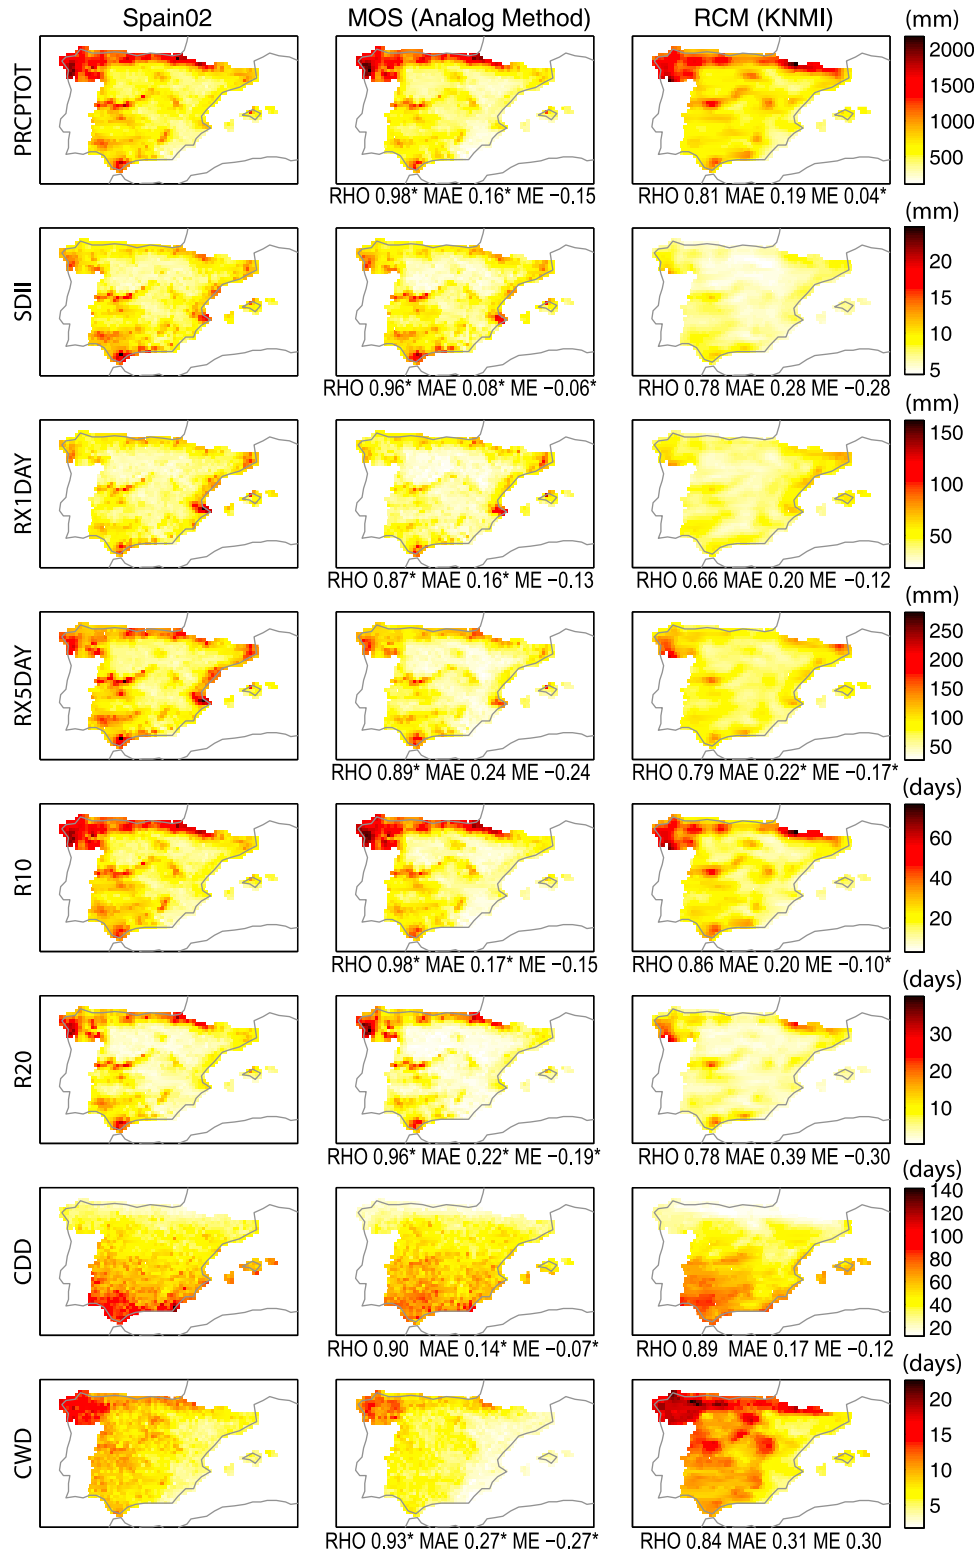 Spain02 MOS (Analog Method) RCM (KNMI) (mm)
PRCPTOT
2000
1500
1000
500
RHO 0.98* MAE 0.16* ME −0.15 RHO 0.81 MAE 0.19 ME 0.04*
(mm)
SDII
20
15
10
5
RHO 0.96* MAE 0.08* ME −0.06* RHO 0.78 MAE 0.28 ME −0.28
(mm)
RX1DAY
150
100
50
RHO 0.87* MAE 0.16* ME −0.13 RHO 0.66 MAE 0.20 ME −0.12
(mm)
RX5DAY
250
200
150
100
50
RHO 0.89* MAE 0.24 ME −0.24 RHO 0.79 MAE 0.22* ME −0.17*
(days)
R10
60
40
20
RHO 0.98* MAE 0.17* ME −0.15 RHO 0.86 MAE 0.20 ME −0.10*
(days)
R20
30
20
10
RHO 0.96* MAE 0.22* ME −0.19* RHO 0.78 MAE 0.39 ME −0.30
(days)
CDD
140
120
100
80
60
40
20
RHO 0.90 MAE 0.14* ME −0.07* RHO 0.89 MAE 0.17 ME −0.12
(days)
CWD
20
15
10
5
RHO 0.93* MAE 0.27* ME −0.27* RHO 0.84 MAE 0.31 ME 0.30